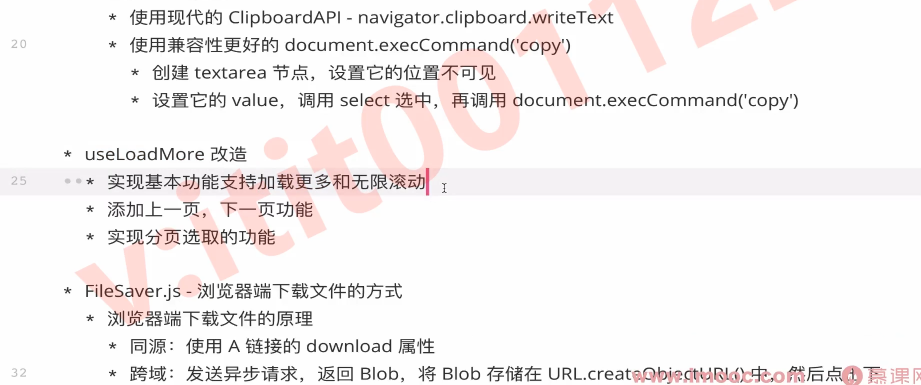 * 使用现代的 ClipboardAPI - navigator.clipboard.writeText
20 * 使用兼容性更好的 document.execCommand('copy')
* 创建 textarea 节点，设置它的位置不可见
* 设置它的 value，调用 select 选中，再调用 document.execCommand('copy')
* useLoadMore 改造
25 * 实现基本功能支持加载更多和无限滚动
* 添加上一页，下一页功能
* 实现分页选取的功能
* FileSaver.js - 浏览器端下载文件的方式
* 浏览器端下载文件的原理
* 同源：使用 A 链接的 download 属性
32 * 跨域：发送异步请求，返回 Blob，将 Blob 存储在 URL.createObjectURL() 中，然后点
www.imooc.com 慕课网